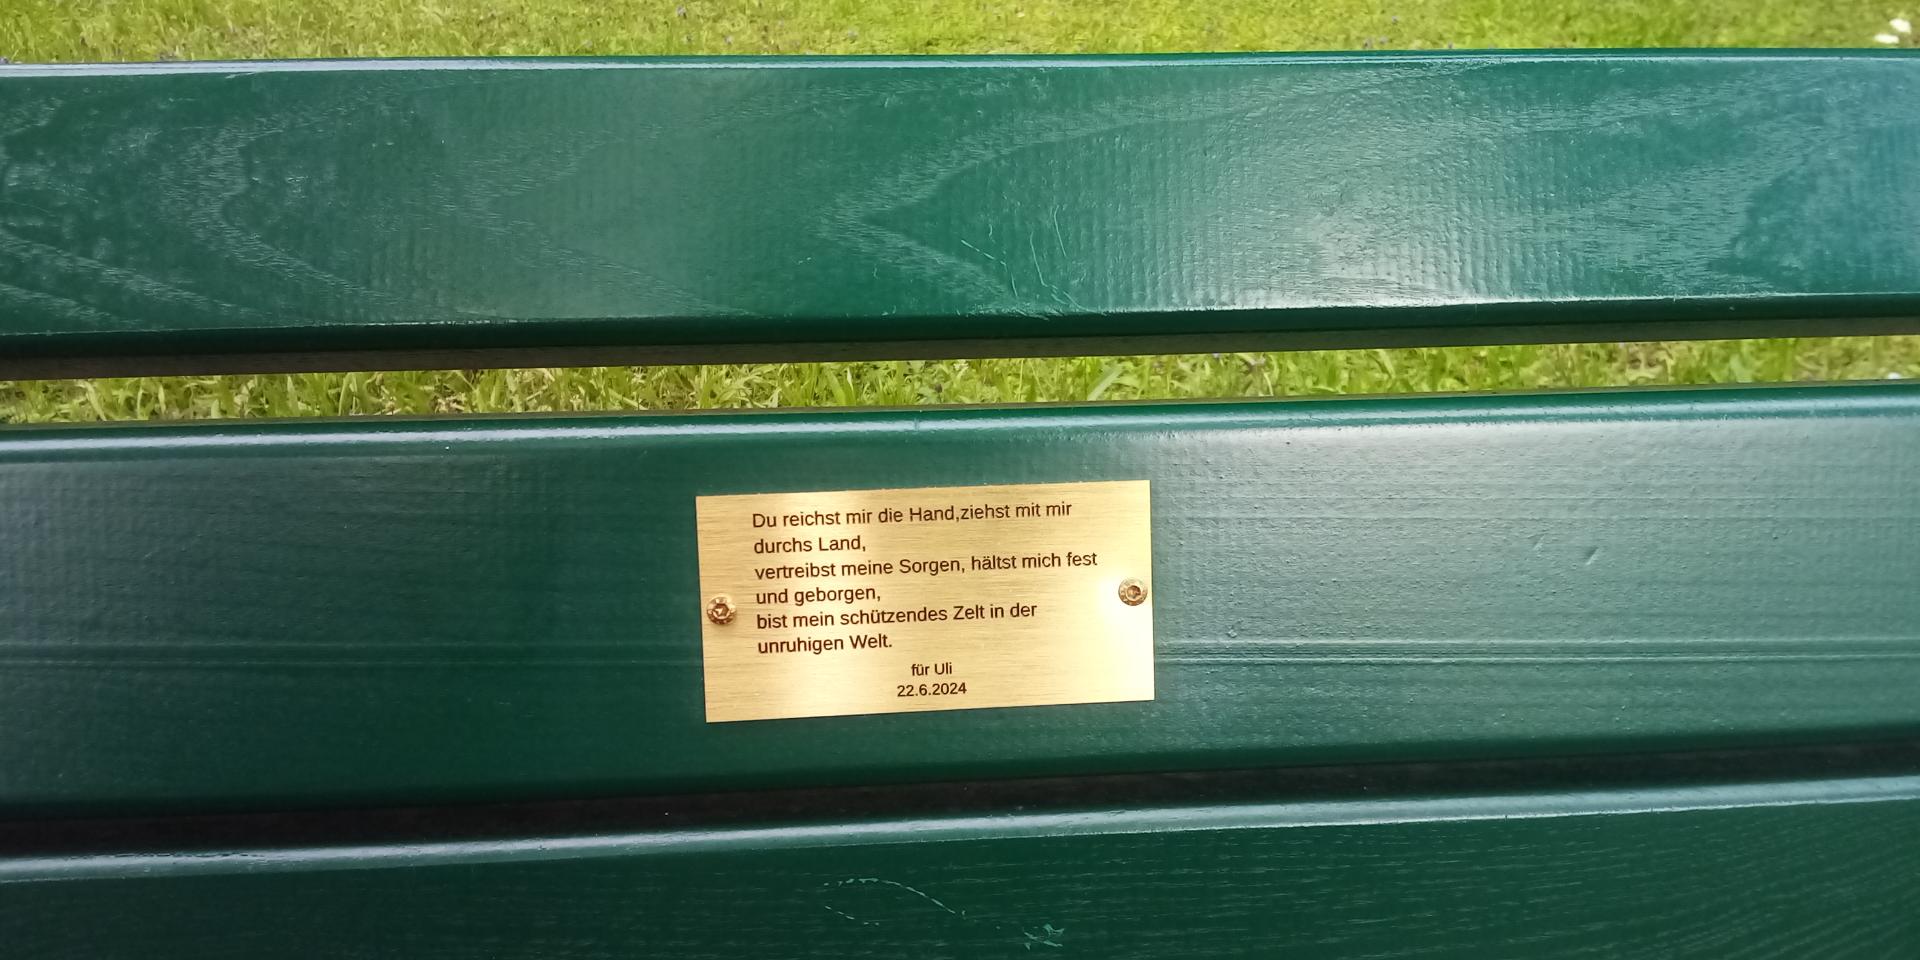 Du reichst mir die Hand,ziehst mit mir
durchs Land,
vertreibst meine Sorgen, hältst mich fest
und geborgen,
bist mein schützendes Zelt in der
unruhigen Welt.
für Uli
22.6.2024